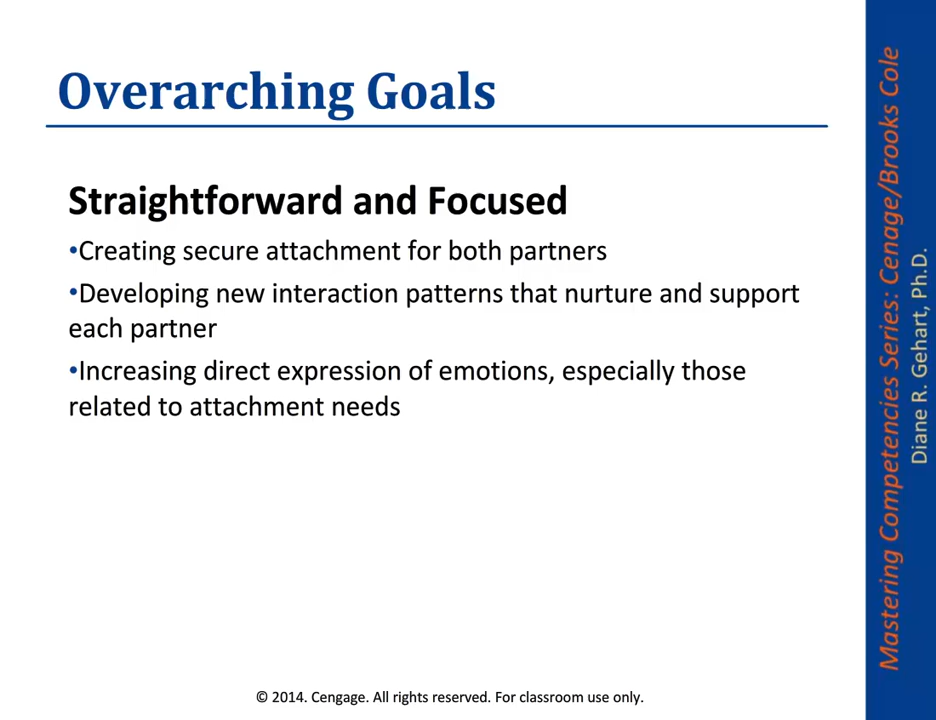 Overarching Goals
Straightforward and Focused
•Creating secure attachment for both partners
•Developing new interaction patterns that nurture and support
each partner
•Increasing direct expression of emotions, especially those
related to attachment needs
© 2014. Cengage. All rights reserved. For classroom use only.
Mastering Competencies Series: Cenage/Brooks Cole
Diane R. Gehart, Ph.D.